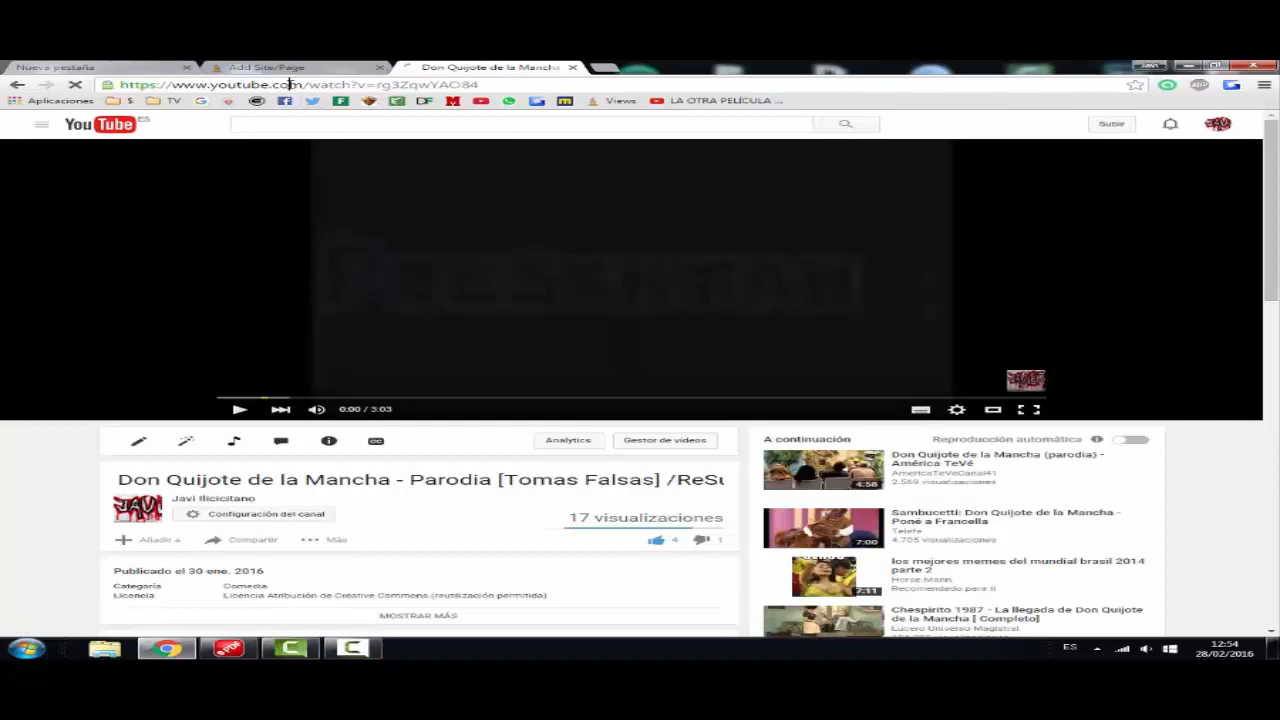 Nueva pestaña
Add Site/Page
Don Quijote de la Mancha
Javi
https://www.youtube.com/watch?v=rg3ZqwYAO84
Aplicaciones
$
TV
Views
LA OTRA PELÍCULA ...
YouTube ES
Subir
JAVI
0:00 / 3:03
Analytics
Gestor de vídeos
Don Quijote de la Mancha - Parodia [Tomas Falsas] /ReSu
JAVI
Javi Ilicicitano
Configuración del canal
17 visualizaciones
Añadir a
Compartir
Más
4
1
Publicado el 30 ene. 2016
Categoría Comedia
Licencia Licencia Atribución de Creative Commons (reutilización permitida)
MOSTRAR MÁS
A continuación
Reproducción automática
Don Quijote de la Mancha (parodia) -
América TeVé
AmericaTeVeCanal41
2.569 visualizaciones
4:56
Sambucetti: Don Quijote de la Mancha -
Poné a Francella
Telefe
4.705 visualizaciones
7:00
los mejores memes del mundial brasil 2014
parte 2
Horse Mann.
Recomendado para ti
7:11
Chespirito 1987 - La llegada de Don Quijote
de la Mancha [ Completo]
Lucero Universo Magistral
ES
12:54
28/02/2016